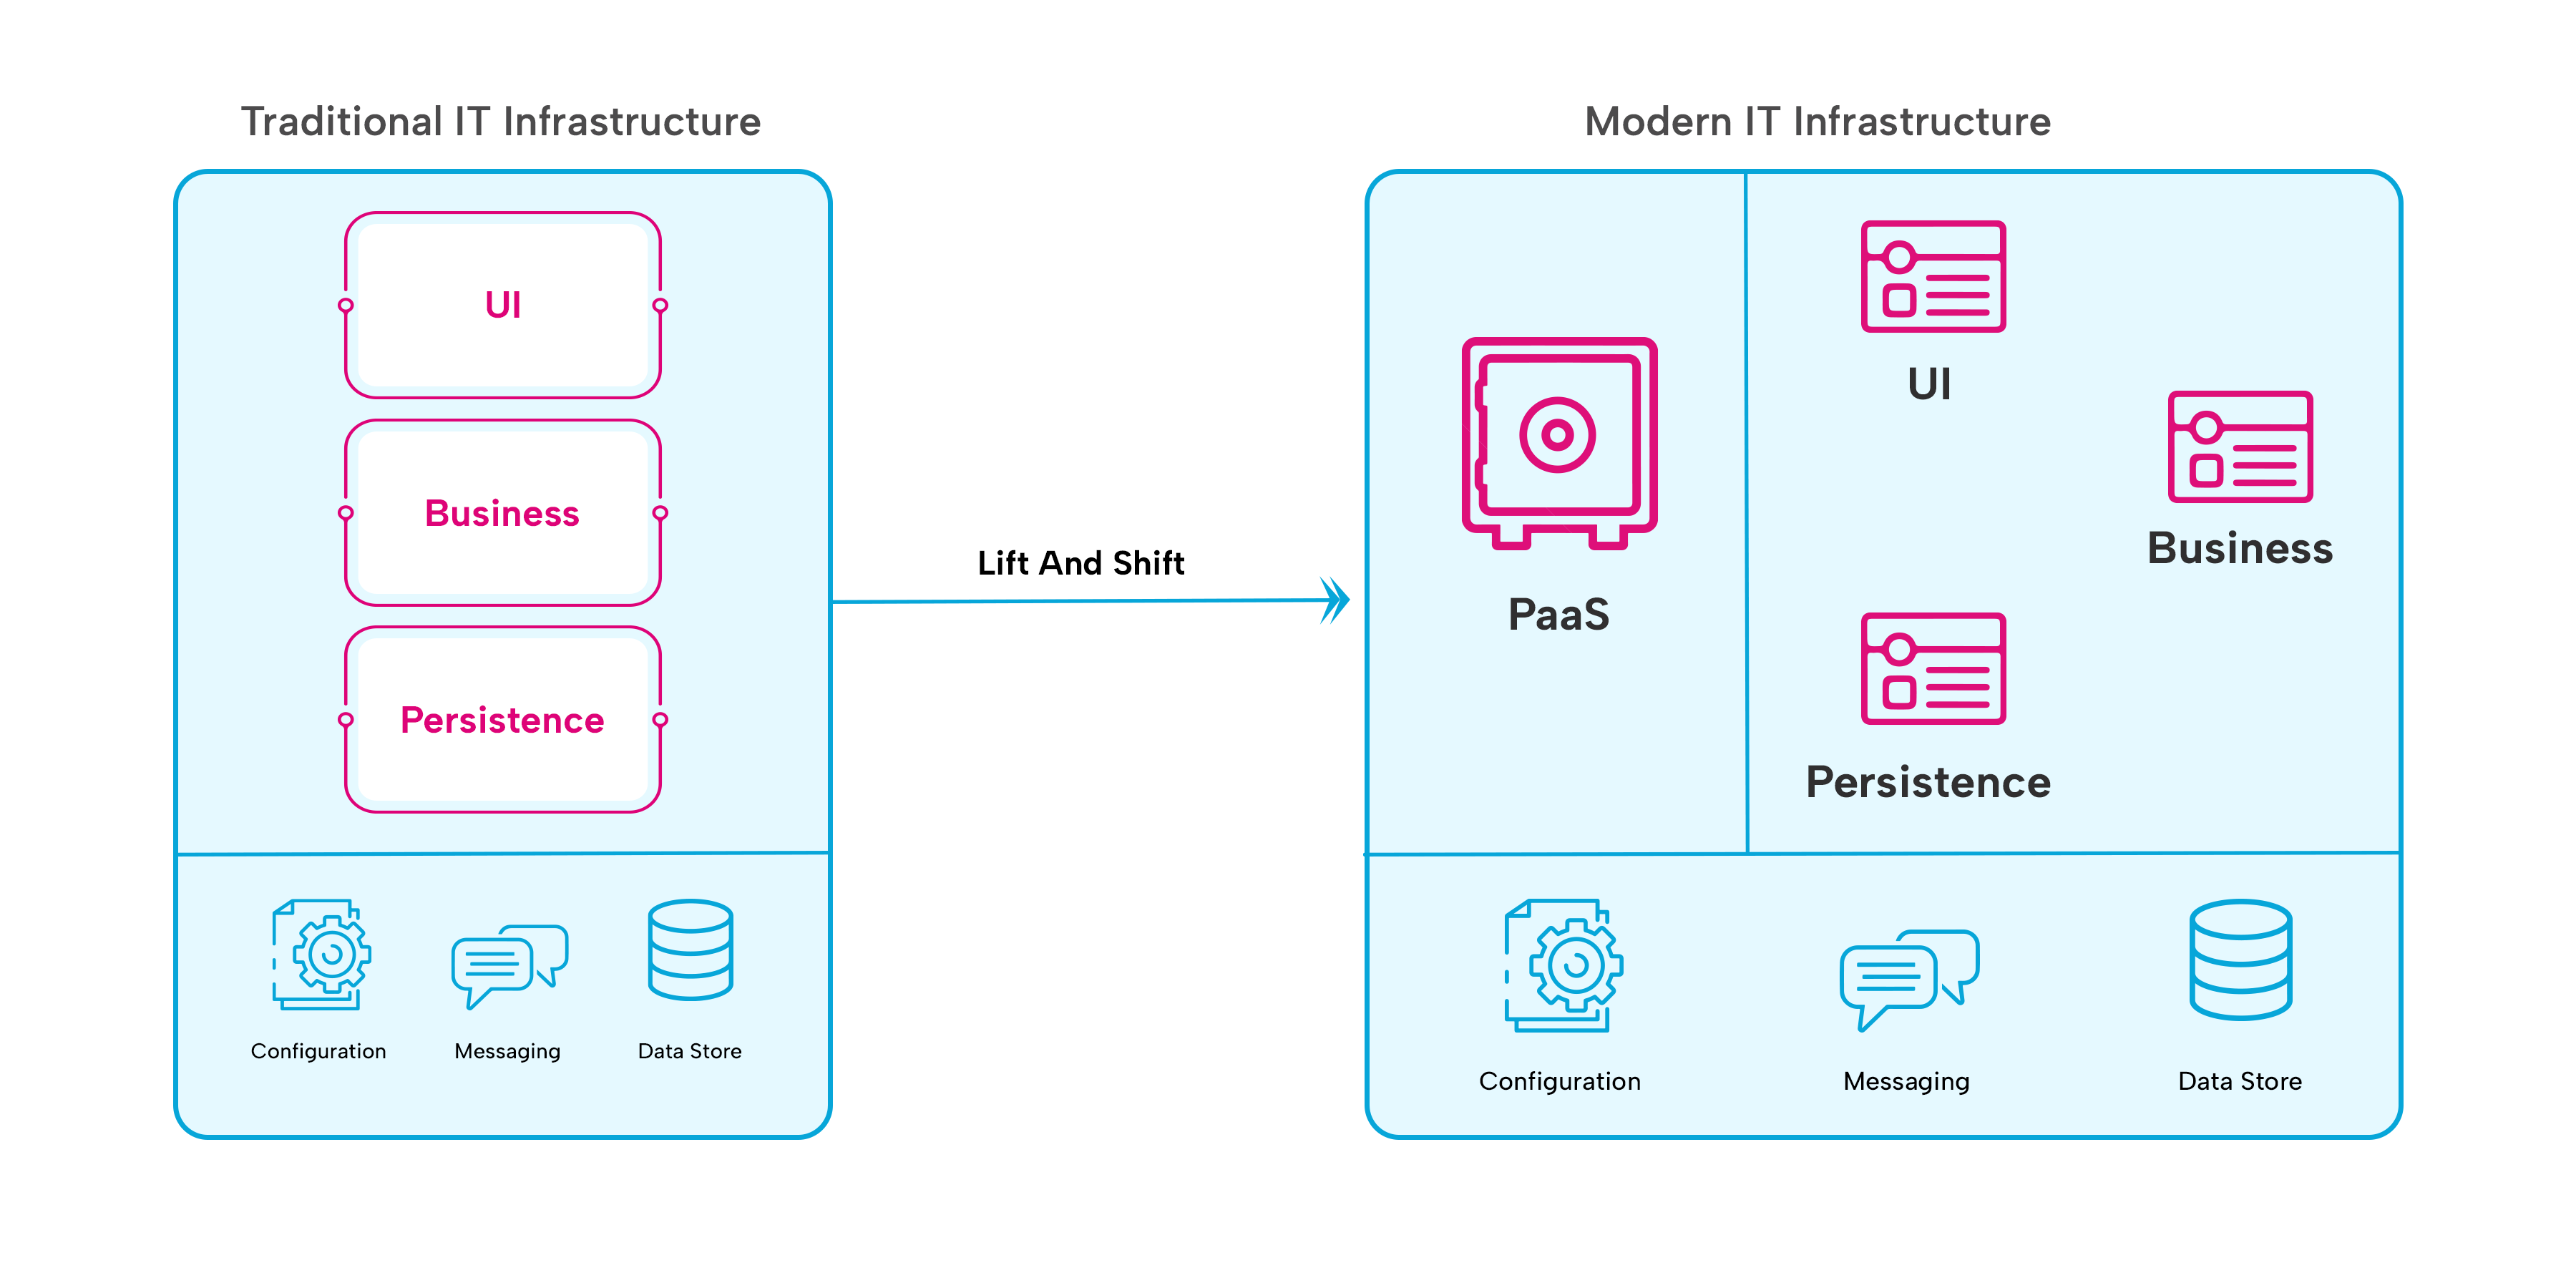 Traditional IT Infrastructure
UI
Business
Persistence
Configuration
Messaging
Data Store
Lift And Shift
Modern IT Infrastructure
PaaS
UI
Business
Persistence
Configuration
Messaging
Data Store